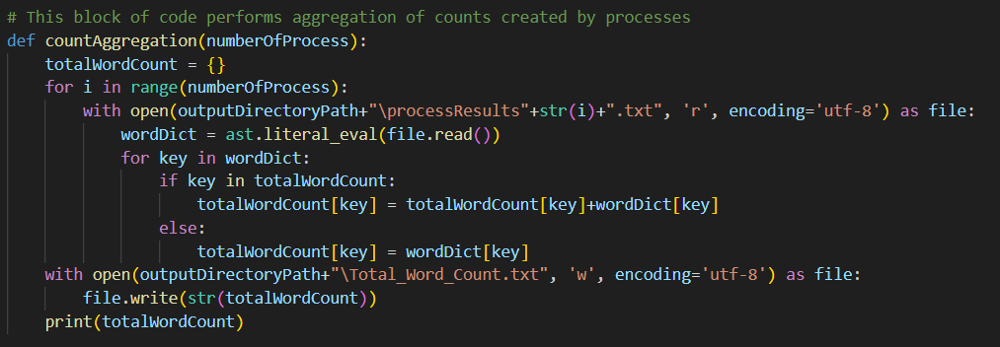 # This block of code performs aggregation of counts created by processes
def countAggregation(numberOfProcess):
    totalWordCount = {}
    for i in range(numberOfProcess):
        with open(outputDirectoryPath+"\processResults"+str(i)+".txt", 'r', encoding='utf-8') as file:
            wordDict = ast.literal_eval(file.read())
            for key in wordDict:
                if key in totalWordCount:
                    totalWordCount[key] = totalWordCount[key]+wordDict[key]
                else:
                    totalWordCount[key] = wordDict[key]
    with open(outputDirectoryPath+"\Total_Word_Count.txt", 'w', encoding='utf-8') as file:
        file.write(str(totalWordCount))
    print(totalWordCount)